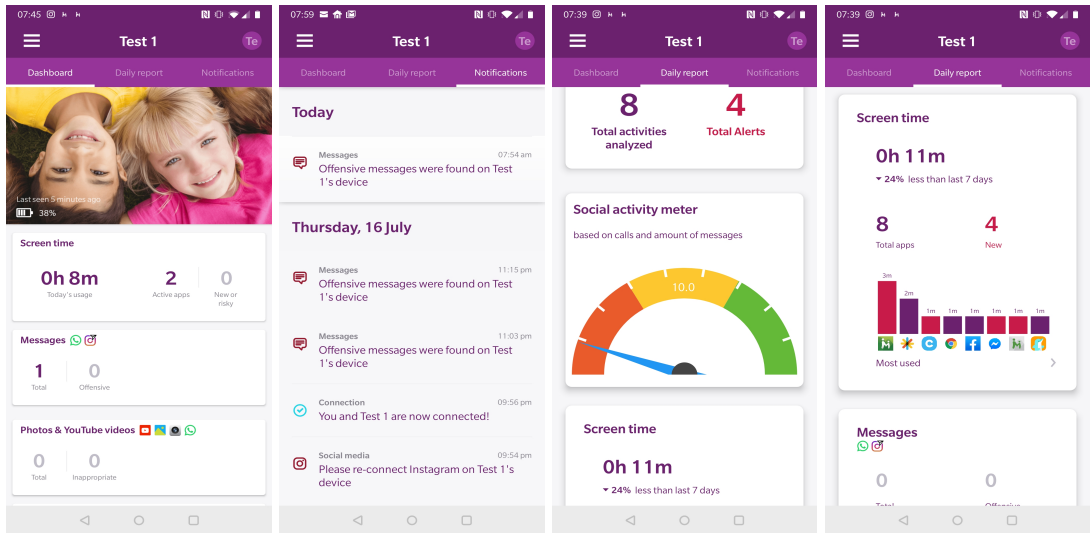 07:45
Test 1
Te
Dashboard
Daily report
Notifications
Last seen 5 minutes ago
38%
Screen time
0h 8m
Today's usage
2
Active apps
0
New or
risky
Messages
1
Total
0
Offensive
Photos & YouTube videos
0
Total
0
Inappropriate
07:59
Test 1
Te
Dashboard
Daily report
Notifications
Today
Messages
07:54 am
Offensive messages were found on Test
1's device
Thursday, 16 July
Messages
11:15 pm
Offensive messages were found on Test
1's device
Messages
11:03 pm
Offensive messages were found on Test
1's device
Connection
09:56 pm
You and Test 1 are now connected!
Social media
09:54 pm
Please re-connect Instagram on Test 1's
device
07:39
Test 1
Te
Dashboard
Daily report
Notifications
8
Total activities
analyzed
4
Total Alerts
Social activity meter
based on calls and amount of messages
10.0
Screen time
0h 11m
24% less than last 7 days
07:39
Test 1
Te
Dashboard
Daily report
Notifications
Screen time
0h 11m
24% less than last 7 days
8
Total apps
4
New
3m
2m
1m
1m
1m
1m
1m
1m
Most used
Messages
0
Total
0
Offensive